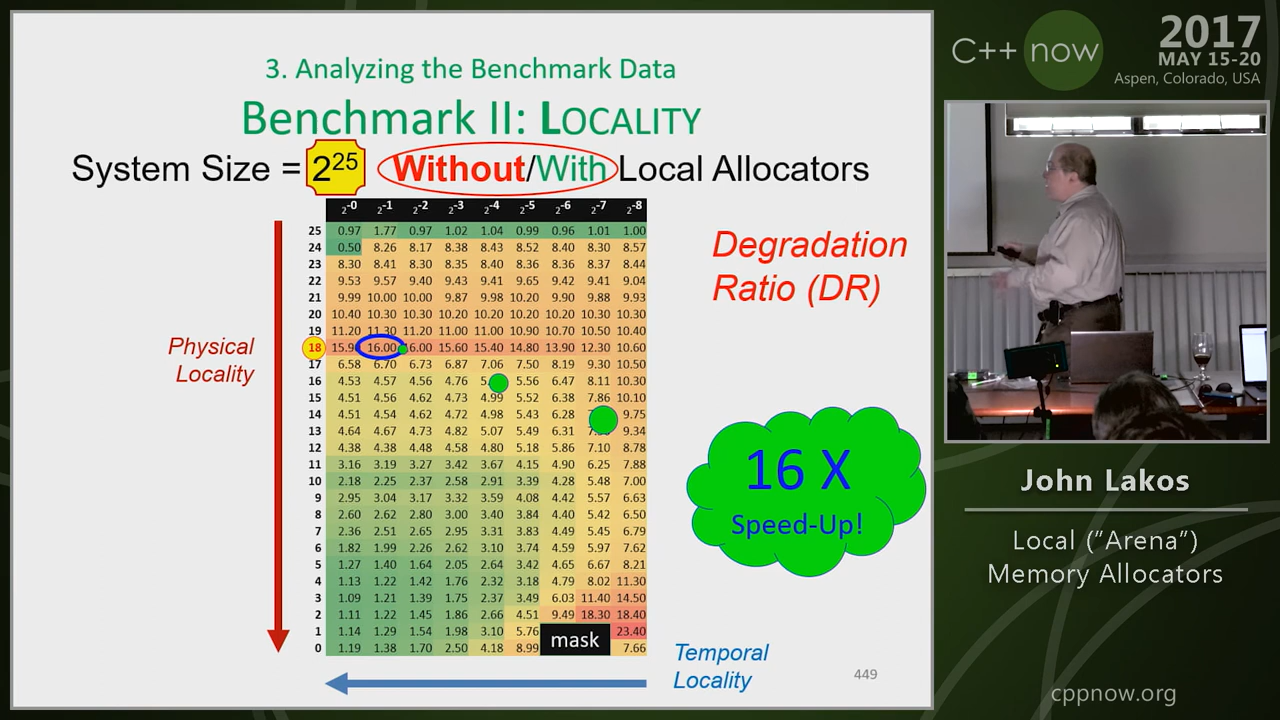 3. Analyzing the Benchmark Data
Benchmark II: LOCALITY
System Size = 2^25 Without/With Local Allocators
2^-0 2^-1 2^-2 2^-3 2^-4 2^-5 2^-6 2^-7 2^-8
25 0.97 1.77 0.97 1.02 1.04 0.99 0.96 1.01 1.00
24 0.50 8.26 8.17 8.38 8.43 8.52 8.40 8.30 8.57
23 8.30 8.41 8.30 8.35 8.40 8.36 8.36 8.37 8.44
22 9.53 9.57 9.40 9.43 9.41 9.65 9.42 9.41 9.04
21 9.99 10.00 10.00 9.87 9.98 10.20 9.90 9.88 9.93
20 10.40 10.30 10.30 10.20 10.20 10.20 10.20 10.30 10.30
19 11.20 11.30 11.20 11.00 11.00 10.90 10.70 10.50 10.40
18 16.00 15.60 15.40 14.80 13.90 12.30 10.60
17 6.58 6.70 6.73 6.87 7.06 7.50 8.19 9.30 10.50
16 4.53 4.57 4.56 4.76 5.56 6.47 8.11 10.30
15 4.51 4.56 4.62 4.73 4.99 5.52 6.38 7.86 10.10
14 4.51 4.54 4.62 4.72 4.98 5.43 6.28 9.75
13 4.64 4.67 4.73 4.82 5.07 5.49 6.31 9.34
12 4.38 4.38 4.48 4.58 4.80 5.18 5.86 7.10 8.78
11 3.16 3.19 3.27 3.42 3.67 4.15 4.90 6.25 7.88
10 2.18 2.25 2.37 2.58 2.91 3.39 4.28 5.48 7.00
9 2.95 3.04 3.17 3.32 3.59 4.08 4.42 5.57 6.63
8 2.60 2.62 2.80 3.00 3.40 3.84 4.40 5.42 6.50
7 2.36 2.51 2.65 2.95 3.31 3.83 4.49 5.45 6.79
6 1.82 1.99 2.26 2.62 3.10 3.74 4.59 5.97 7.62
5 1.27 1.40 1.64 2.05 2.64 3.42 4.65 6.67 8.21
4 1.13 1.22 1.42 1.76 2.32 3.18 4.79 8.02 11.30
3 1.09 1.21 1.39 1.75 2.37 3.49 6.03 11.40 14.50
2 1.11 1.22 1.45 1.86 2.66 4.51 9.49 18.30 18.40
1 1.14 1.29 1.54 1.98 3.10 5.76 23.40
0 1.19 1.38 1.70 2.50 4.18 8.99 7.66
mask
Physical
Locality
Degradation
Ratio (DR)
16 X
Speed-Up!
Temporal
Locality
449
C++ now
2017
MAY 15-20
Aspen, Colorado, USA
John Lakos
Local ("Arena")
Memory Allocators
cppnow.org